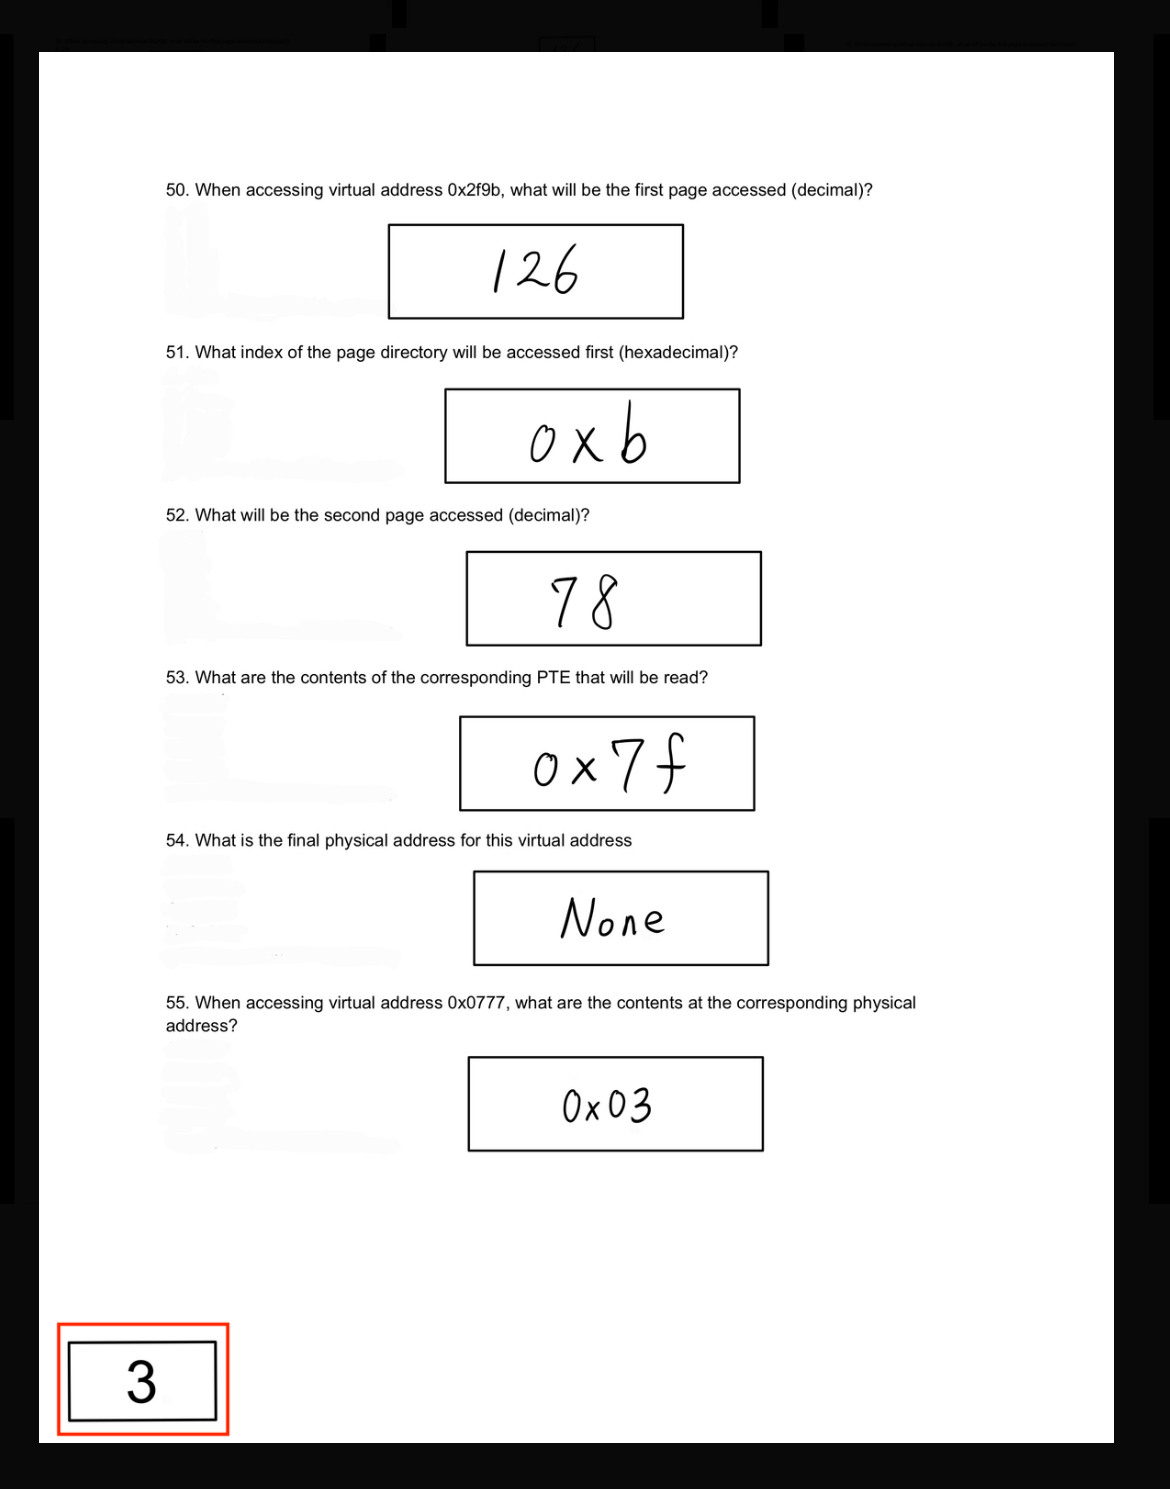 50. When accessing virtual address 0x2f9b, what will be the first page accessed (decimal)?
126
51. What index of the page directory will be accessed first (hexadecimal)?
0xb
52. What will be the second page accessed (decimal)?
78
53. What are the contents of the corresponding PTE that will be read?
0x7f
54. What is the final physical address for this virtual address
None
55. When accessing virtual address 0x0777, what are the contents at the corresponding physical
address?
0x03
3